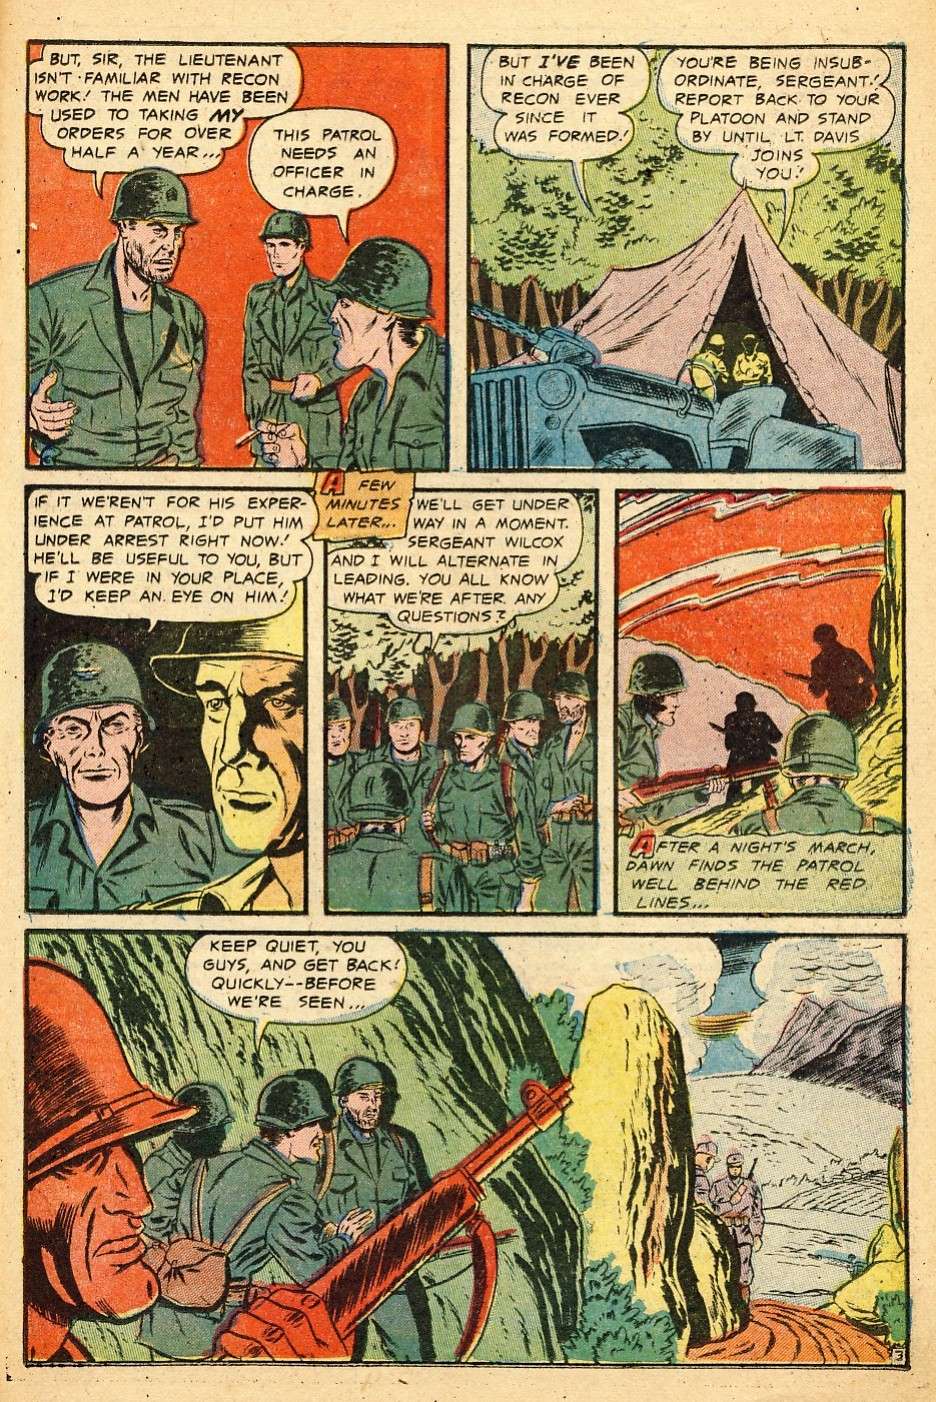 BUT, SIR, THE LIEUTENANT
ISN'T FAMILIAR WITH RECON
WORK! THE MEN HAVE BEEN
USED TO TAKING MY
ORDERS FOR OVER
HALF A YEAR...
THIS PATROL
NEEDS AN
OFFICER IN
CHARGE.
BUT I'VE BEEN
IN CHARGE OF
RECON EVER
SINCE IT
WAS FORMED!
YOU'RE BEING INSUB-
ORDINATE, SERGEANT!
REPORT BACK TO YOUR
PLATOON AND STAND
BY UNTIL LT. DAVIS
JOINS
YOU!
IF IT WE'REN'T FOR HIS EXPER-
IENCE AT PATROL, I'D PUT HIM
UNDER ARREST RIGHT NOW!
HE'LL BE USEFUL TO YOU, BUT
IF I WERE IN YOUR PLACE,
I'D KEEP AN EYE ON HIM!
A FEW
MINUTES
LATER...
WE'LL GET UNDER
WAY IN A MOMENT.
SERGEANT WILCOX
AND I WILL ALTERNATE IN
LEADING. YOU ALL KNOW
WHAT WE'RE AFTER ANY
QUESTIONS?
AFTER A NIGHT'S MARCH,
DAWN FINDS THE PATROL
WELL BEHIND THE RED
LINES...
KEEP QUIET, YOU
GUYS, AND GET BACK!
QUICKLY--BEFORE
WE'RE SEEN...
3